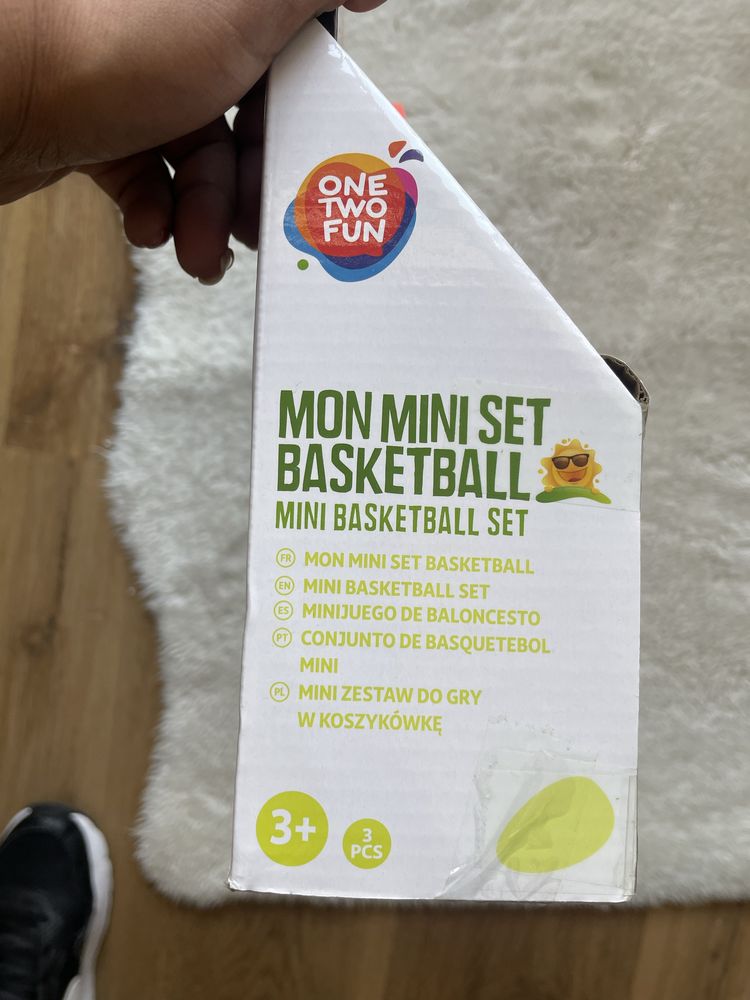 ONE
TWO
FUN
MON MINI SET
BASKETBALL
MINI BASKETBALL SET
FR MON MINI SET BASKETBALL
EN MINI BASKETBALL SET
ES MINIJUEGO DE BALONCESTO
PT CONJUNTO DE BASQUETEBOL
MINI
PL MINI ZESTAW DO GRY
W KOSZYKÓWKĘ
3+
3
PCS